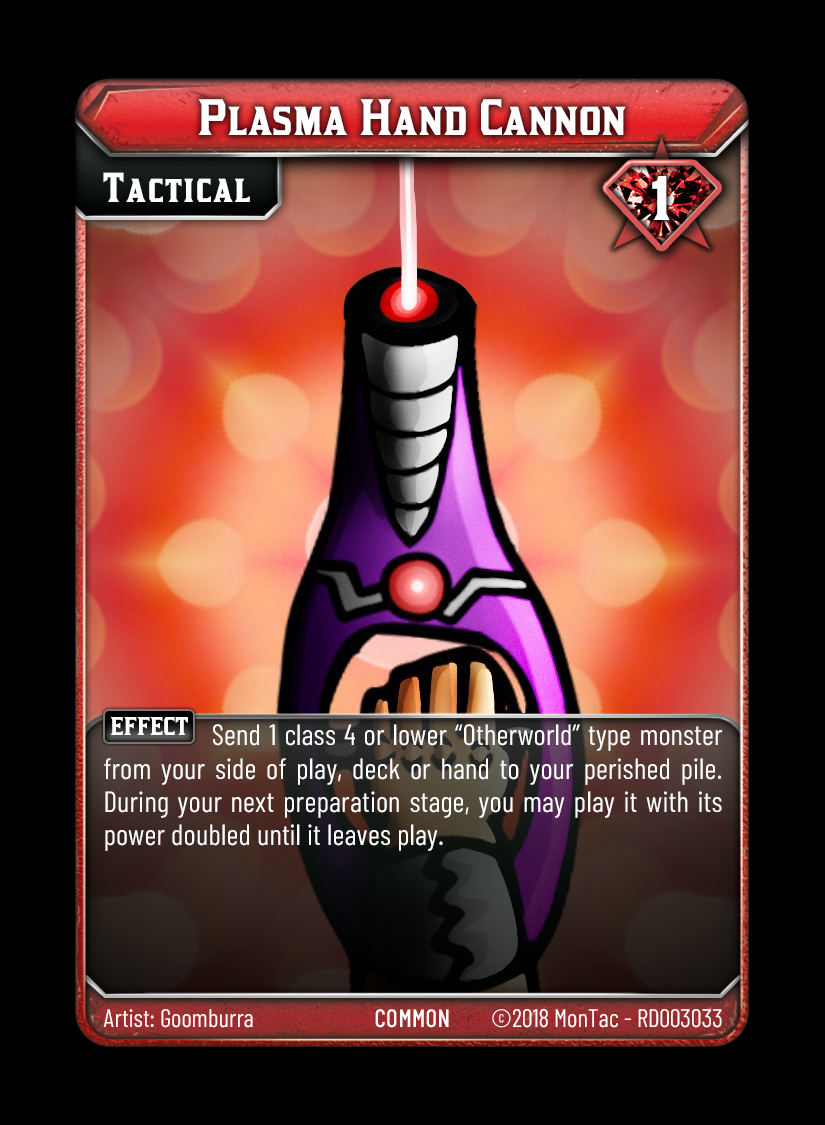 Plasma Hand Cannon
Tactical
1
EFFECT Send 1 class 4 or lower “Otherworld” type monster
from your side of play, deck or hand to your perished pile.
During your next preparation stage, you may play it with its
power doubled until it leaves play.
Artist: Goomburra COMMON ©2018 MonTac - RD003033